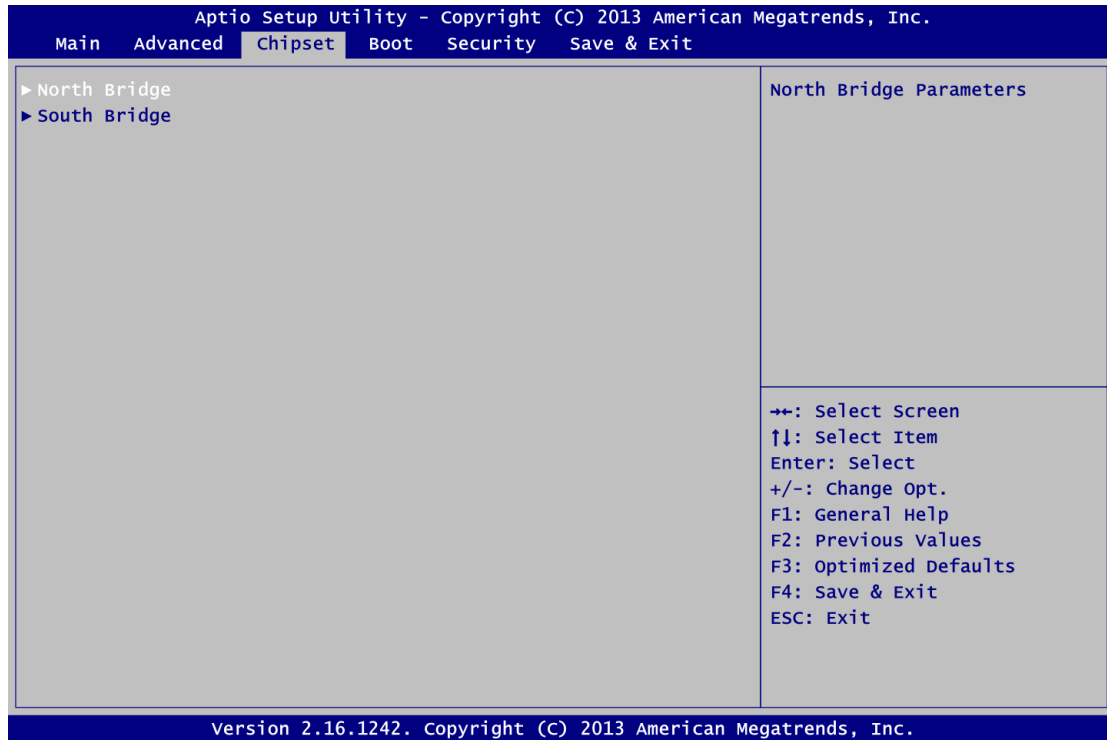 Aptio Setup Utility – Copyright (C) 2013 American Megatrends, Inc.
Main Advanced Chipset Boot Security Save & Exit
▶ North Bridge
▶ South Bridge
North Bridge Parameters
→←: Select Screen
↑↓: Select Item
Enter: Select
+/-: Change Opt.
F1: General Help
F2: Previous Values
F3: Optimized Defaults
F4: Save & Exit
ESC: Exit
Version 2.16.1242. Copyright (C) 2013 American Megatrends, Inc.